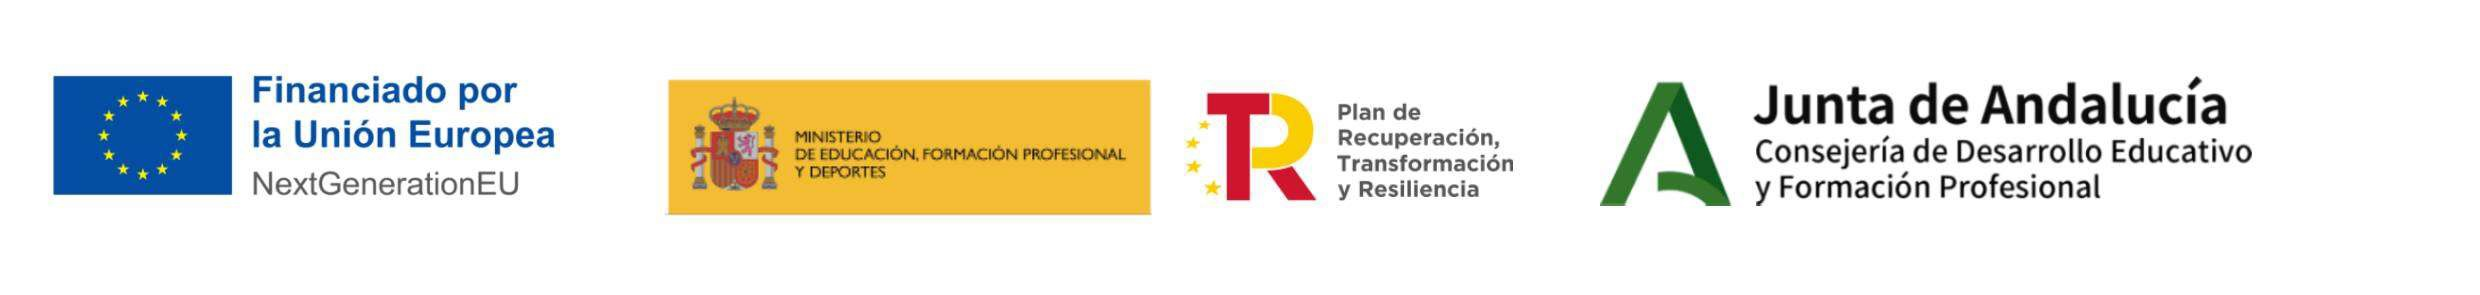 Financiado por
la Unión Europea
NextGenerationEU
MINISTERIO
DE EDUCACIÓN, FORMACIÓN PROFESIONAL
Y DEPORTES
Plan de
Recuperación,
Transformación
y Resiliencia
Junta de Andalucía
Consejería de Desarrollo Educativo
y Formación Profesional